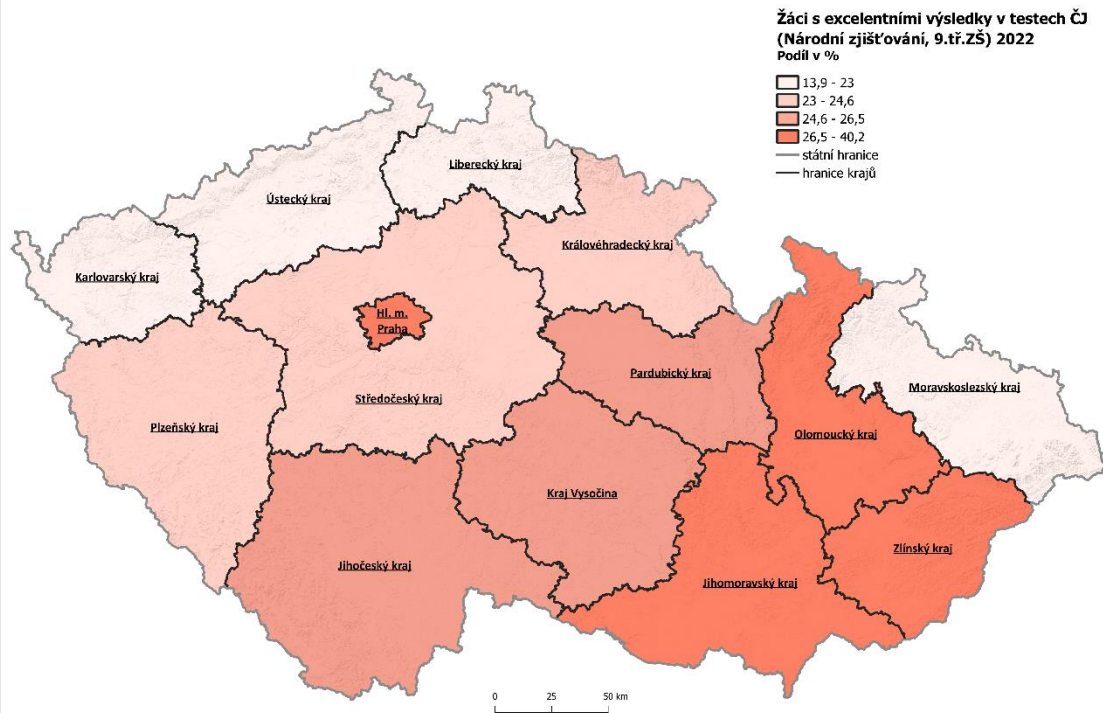 Žáci s excelentními výsledky v testech ČJ
(Národní zjišťování, 9.tř.ZŠ) 2022
Podíl v %
13,9 - 23
23 - 24,6
24,6 - 26,5
26,5 - 40,2
státní hranice
hranice krajů
Liberecký kraj
Ústecký kraj
Královéhradecký kraj
Karlovarský kraj
Hl. m.
Praha
Pardubický kraj
Moravskoslezský kraj
Středočeský kraj
Plzeňský kraj
Olomoucký kraj
Kraj Vysočina
Zlínský kraj
Jihočeský kraj
Jihomoravský kraj
0 25 50 km